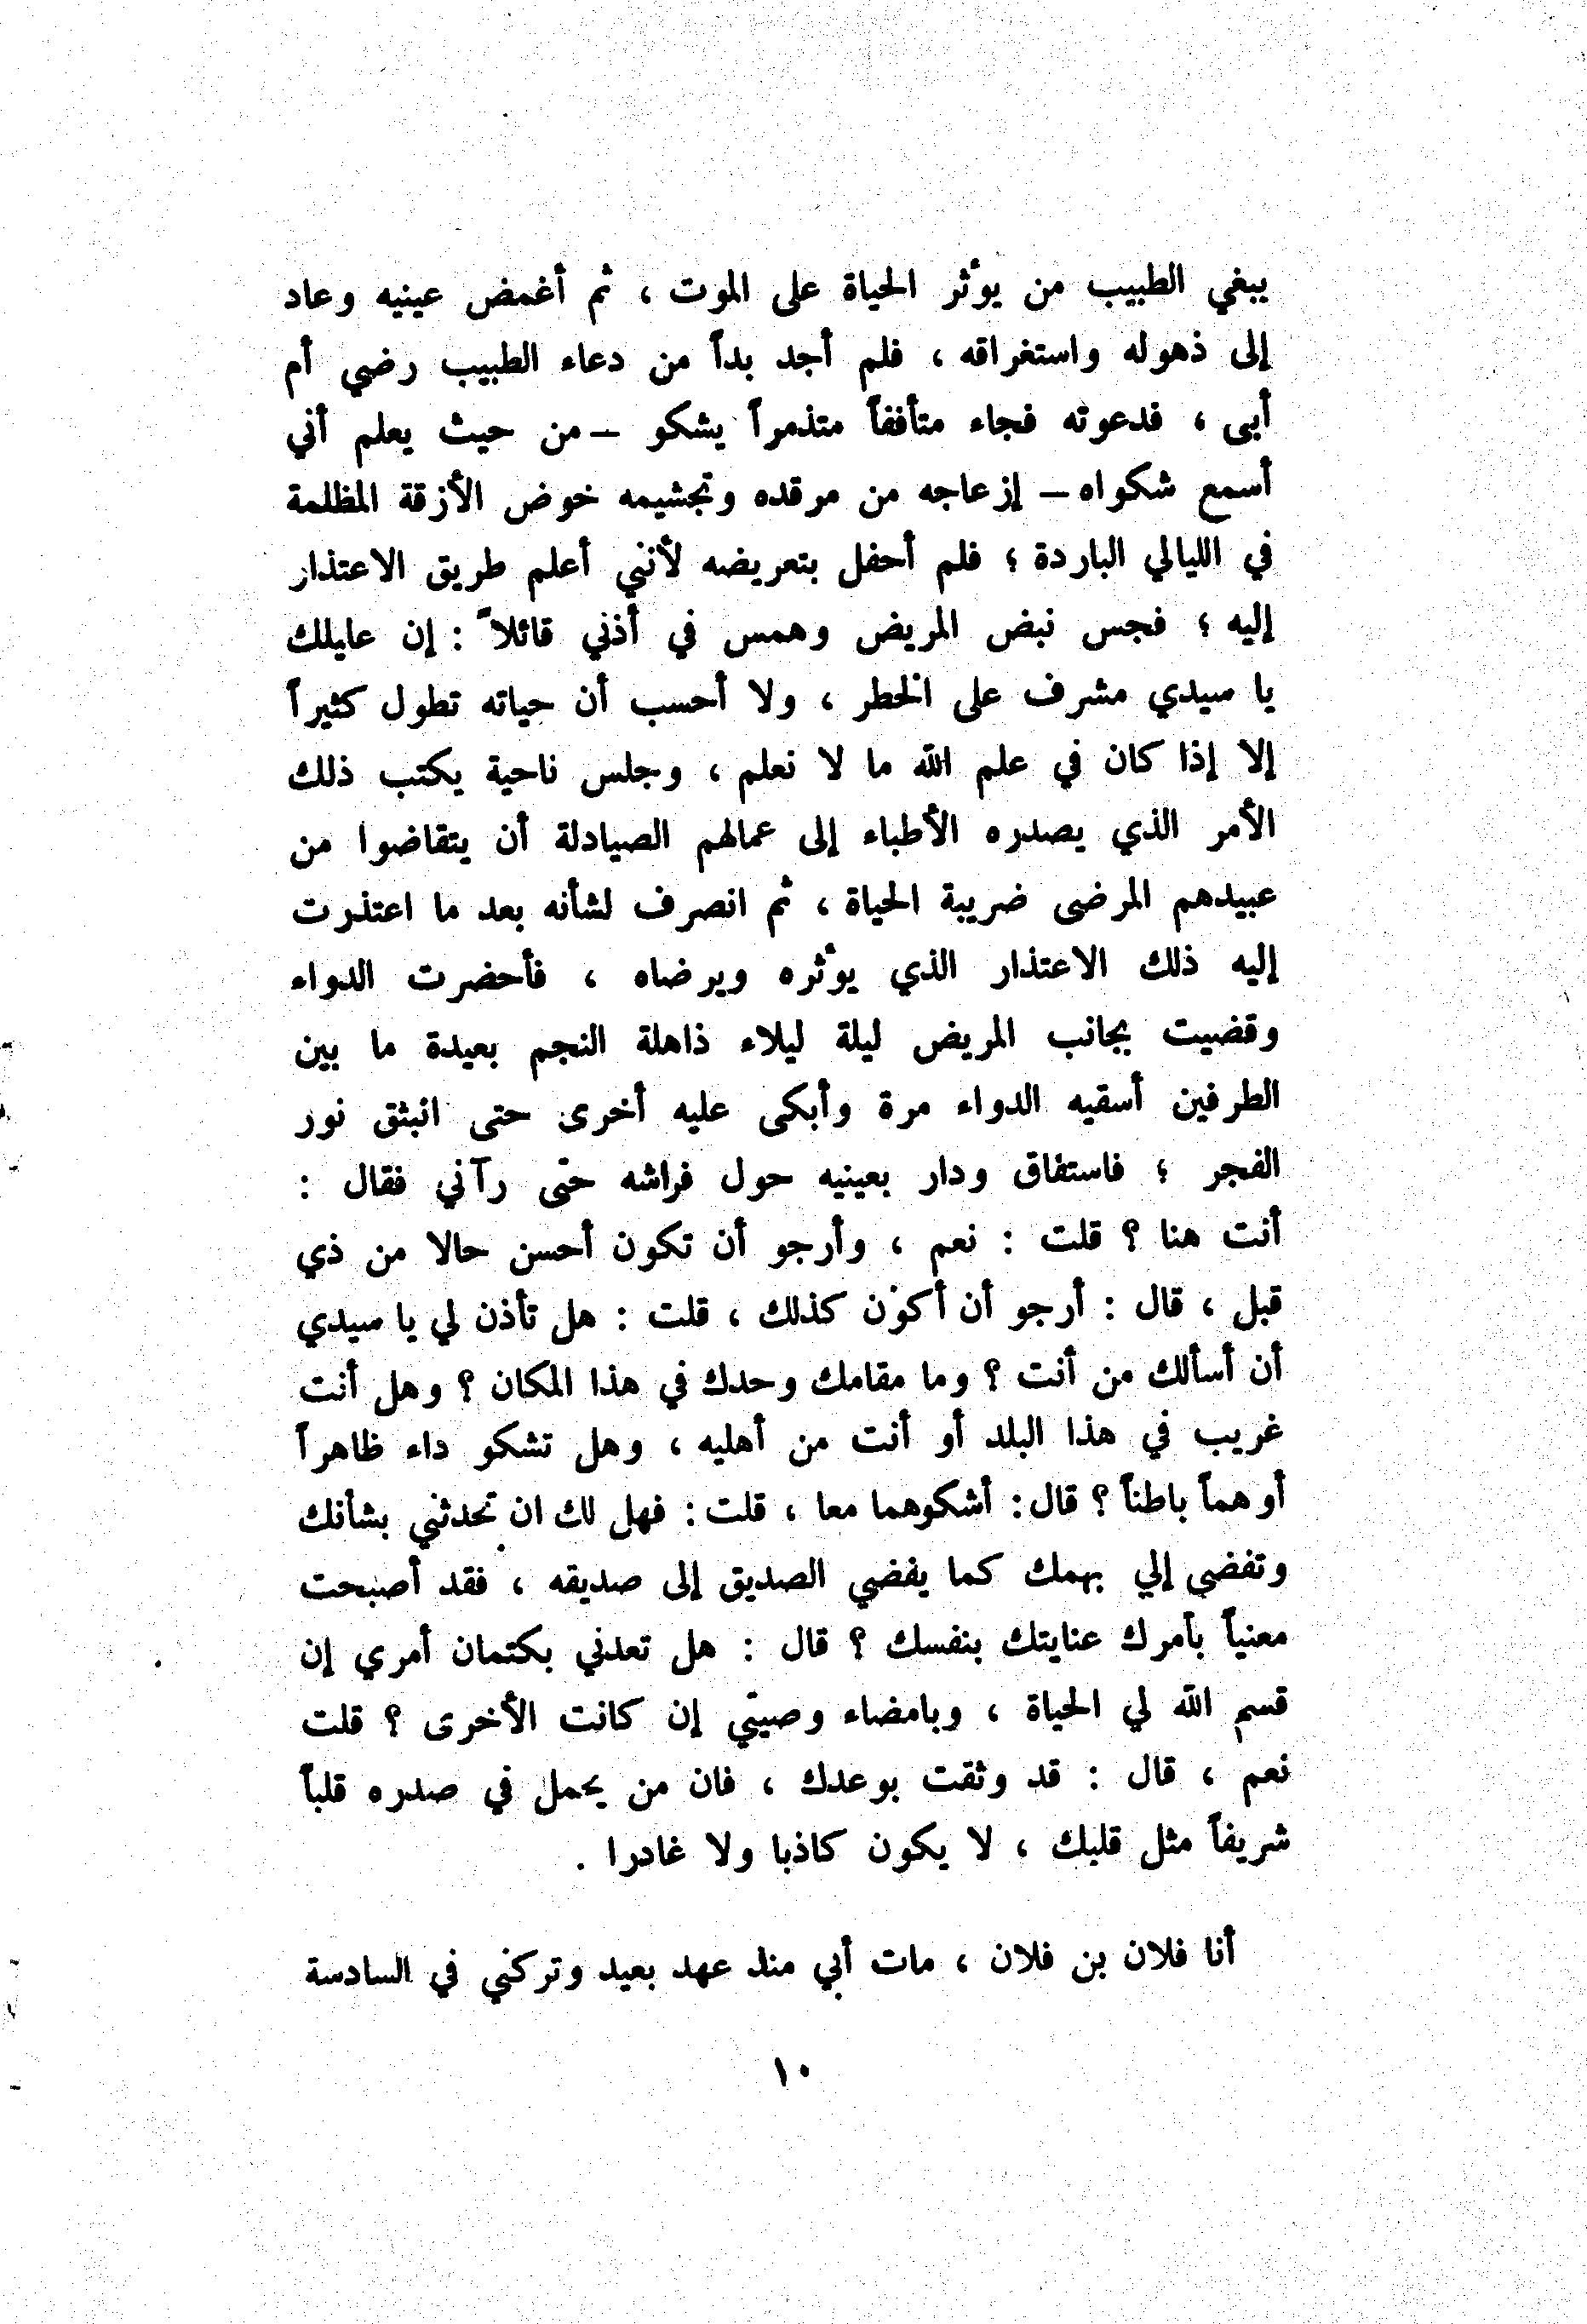 يبغي الطبيب من يؤثر الحياة على الموت ، ثم أغمض عينيه وعاد
إلى ذهوله واستغراقه ، فلم أجد بداً من دعاء الطبيب رضي أم
أبى ، فدعوته فجاء متأففاً متذمراً يشكو – من حيث يعلم أني
أسمع شكواه – إزعاجه من مرقده وتجشيمه خوض الأزقة المظلمة
في الليالي الباردة ؛ فلم أحفل بتعريضه لأنني أعلم طريق الاعتذار
إليه ؛ فجس نبض المريض وهمس في أذني قائلاً : إن عليلك
يا سيدي مشرف على الخطر ، ولا أحسب أن حياته تطول كثيراً
إلا إذا كان في علم الله ما لا نعلم ، وجلس ناحية يكتب ذلك
الأمر الذي يصدره الأطباء إلى عمالهم الصيادلة أن يتقاضوا من
عبيدهم المرضى ضريبة الحياة ، ثم انصرف لشأنه بعد ما اعتذرت
إليه ذلك الاعتذار الذي يؤثره ويرضاه ، فأحضرت الدواء
وقضيت بجانب المريض ليلة ليلاء ذاهلة النجم بعيدة ما بين
الطرفين أسقيه الدواء مرة وأبكى عليه أخرى حتى انبثق نور
الفجر ؛ فاستفاق ودار بعينيه حول فراشه حتى رآني فقال :
أنت هنا ؟ قلت : نعم ، وأرجو أن تكون أحسن حالا من ذي
قبل ، قال : أرجو أن أكون كذلك ، قلت : هل تأذن لي يا سيدي
أن أسألك من أنت ؟ وما مقامك وحدك في هذا المكان ؟ وهل أنت
غريب في هذا البلد أو أنت من أهليه ، وهل تشكو داء ظاهراً
أو هماً باطناً ؟ قال : أشكوهما معا ، قلت : فهل لك ان تحدثني بشأنك
وتفضي إلي بهمك كما يفضي الصديق إلى صديقه ، فقد أصبحت
معنياً بأمرك عنايتك بنفسك ؟ قال : هل تعدني بكتمان أمري إن
قسم الله لي الحياة ، وبامضاء وصيتي إن كانت الأخرى ؟ قلت
نعم ، قال : قد وثقت بوعدك ، فان من يحمل في صدره قلباً
شريفاً مثل قلبك ، لا يكون كاذبا ولا غادرا .
أنا فلان بن فلان ، مات أبي منذ عهد بعيد وتركني في السادسة
١٠